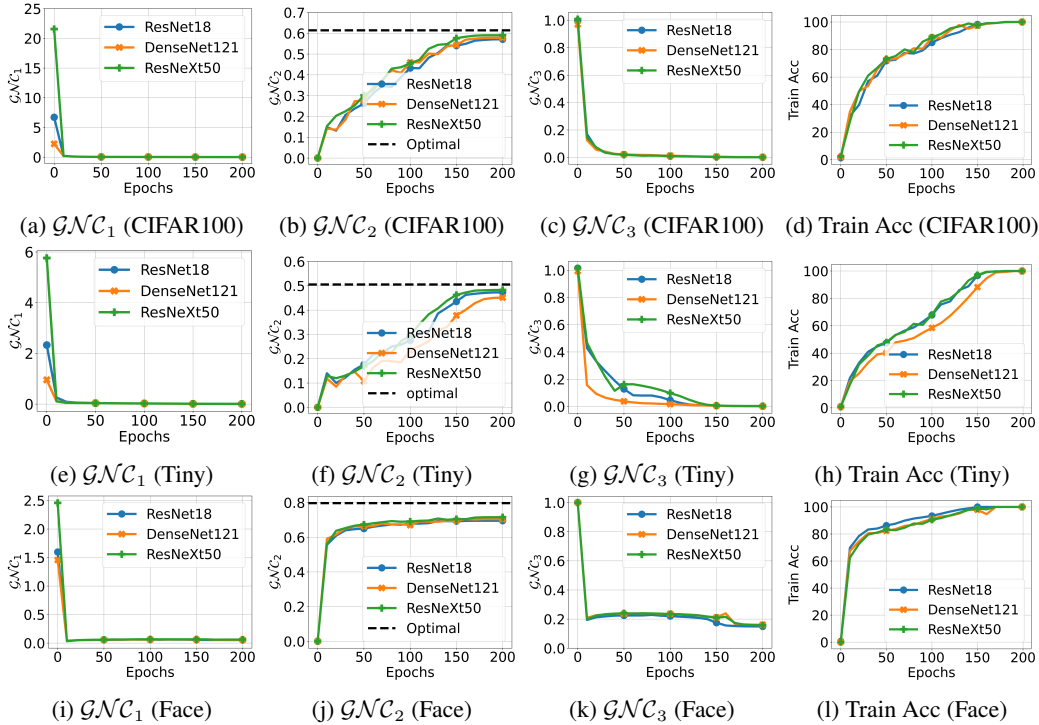 25
20
15
10
5
0
𝒢𝒩𝒞₁
ResNet18
DenseNet121
ResNeXt50
0 50 100 150 200
Epochs
(a) 𝒢𝒩𝒞₁ (CIFAR100)
0.7
0.6
0.5
0.4
0.3
0.2
0.1
0.0
𝒢𝒩𝒞₂
ResNet18
DenseNet121
ResNeXt50
Optimal
0 50 100 150 200
Epochs
(b) 𝒢𝒩𝒞₂ (CIFAR100)
1.0
0.8
0.6
0.4
0.2
0.0
𝒢𝒩𝒞₃
ResNet18
DenseNet121
ResNeXt50
0 50 100 150 200
Epochs
(c) 𝒢𝒩𝒞₃ (CIFAR100)
100
80
60
40
20
0
Train Acc
ResNet18
DenseNet121
ResNeXt50
0 50 100 150 200
Epochs
(d) Train Acc (CIFAR100)
6
4
2
0
𝒢𝒩𝒞₁
ResNet18
DenseNet121
ResNeXt50
0 50 100 150 200
Epochs
(e) 𝒢𝒩𝒞₁ (Tiny)
0.6
0.5
0.4
0.3
0.2
0.1
0.0
𝒢𝒩𝒞₂
ResNet18
DenseNet121
ResNeXt50
optimal
0 50 100 150 200
Epochs
(f) 𝒢𝒩𝒞₂ (Tiny)
1.0
0.8
0.6
0.4
0.2
0.0
𝒢𝒩𝒞₃
ResNet18
DenseNet121
ResNeXt50
0 50 100 150 200
Epochs
(g) 𝒢𝒩𝒞₃ (Tiny)
100
80
60
40
20
0
Train Acc
ResNet18
DenseNet121
ResNeXt50
0 50 100 150 200
Epochs
(h) Train Acc (Tiny)
2.5
2.0
1.5
1.0
0.5
0.0
𝒢𝒩𝒞₁
ResNet18
DenseNet121
ResNeXt50
0 50 100 150 200
Epochs
(i) 𝒢𝒩𝒞₁ (Face)
0.8
0.6
0.4
0.2
0.0
𝒢𝒩𝒞₂
ResNet18
DenseNet121
ResNeXt50
Optimal
0 50 100 150 200
Epochs
(j) 𝒢𝒩𝒞₂ (Face)
1.0
0.8
0.6
0.4
0.2
0.0
𝒢𝒩𝒞₃
ResNet18
DenseNet121
ResNeXt50
0 50 100 150 200
Epochs
(k) 𝒢𝒩𝒞₃ (Face)
100
80
60
40
20
0
Train Acc
ResNet18
DenseNet121
ResNeXt50
0 50 100 150 200
Epochs
(l) Train Acc (Face)